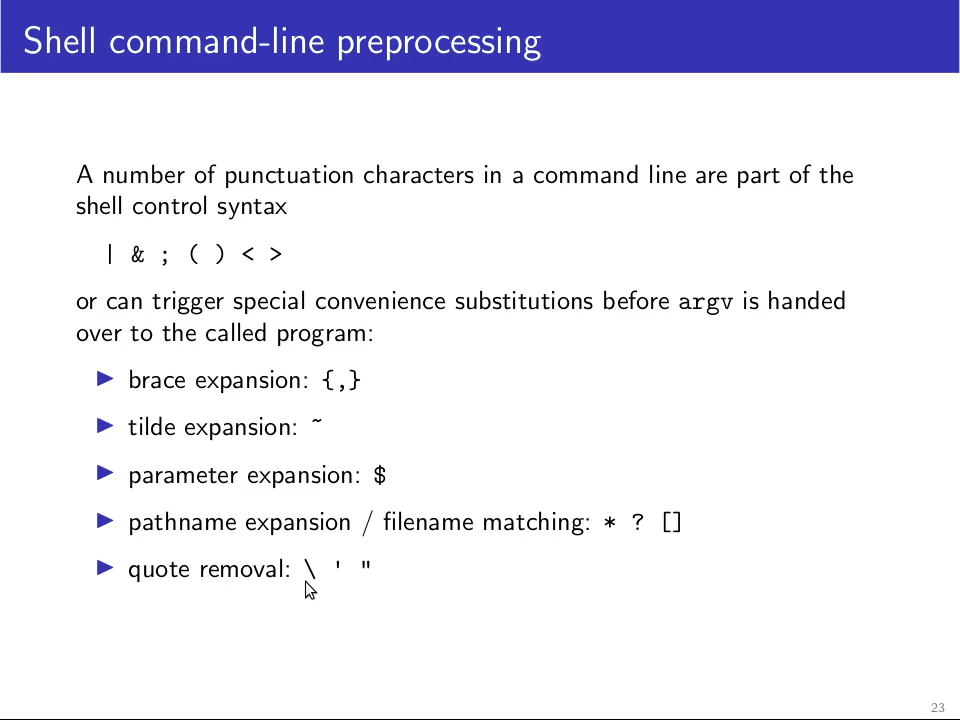 Shell command-line preprocessing
A number of punctuation characters in a command line are part of the
shell control syntax
| & ; ( ) < >
or can trigger special convenience substitutions before argv is handed
over to the called program:
▶ brace expansion: {,}
▶ tilde expansion: ~
▶ parameter expansion: $
▶ pathname expansion / filename matching: * ? []
▶ quote removal: \ ' "
23